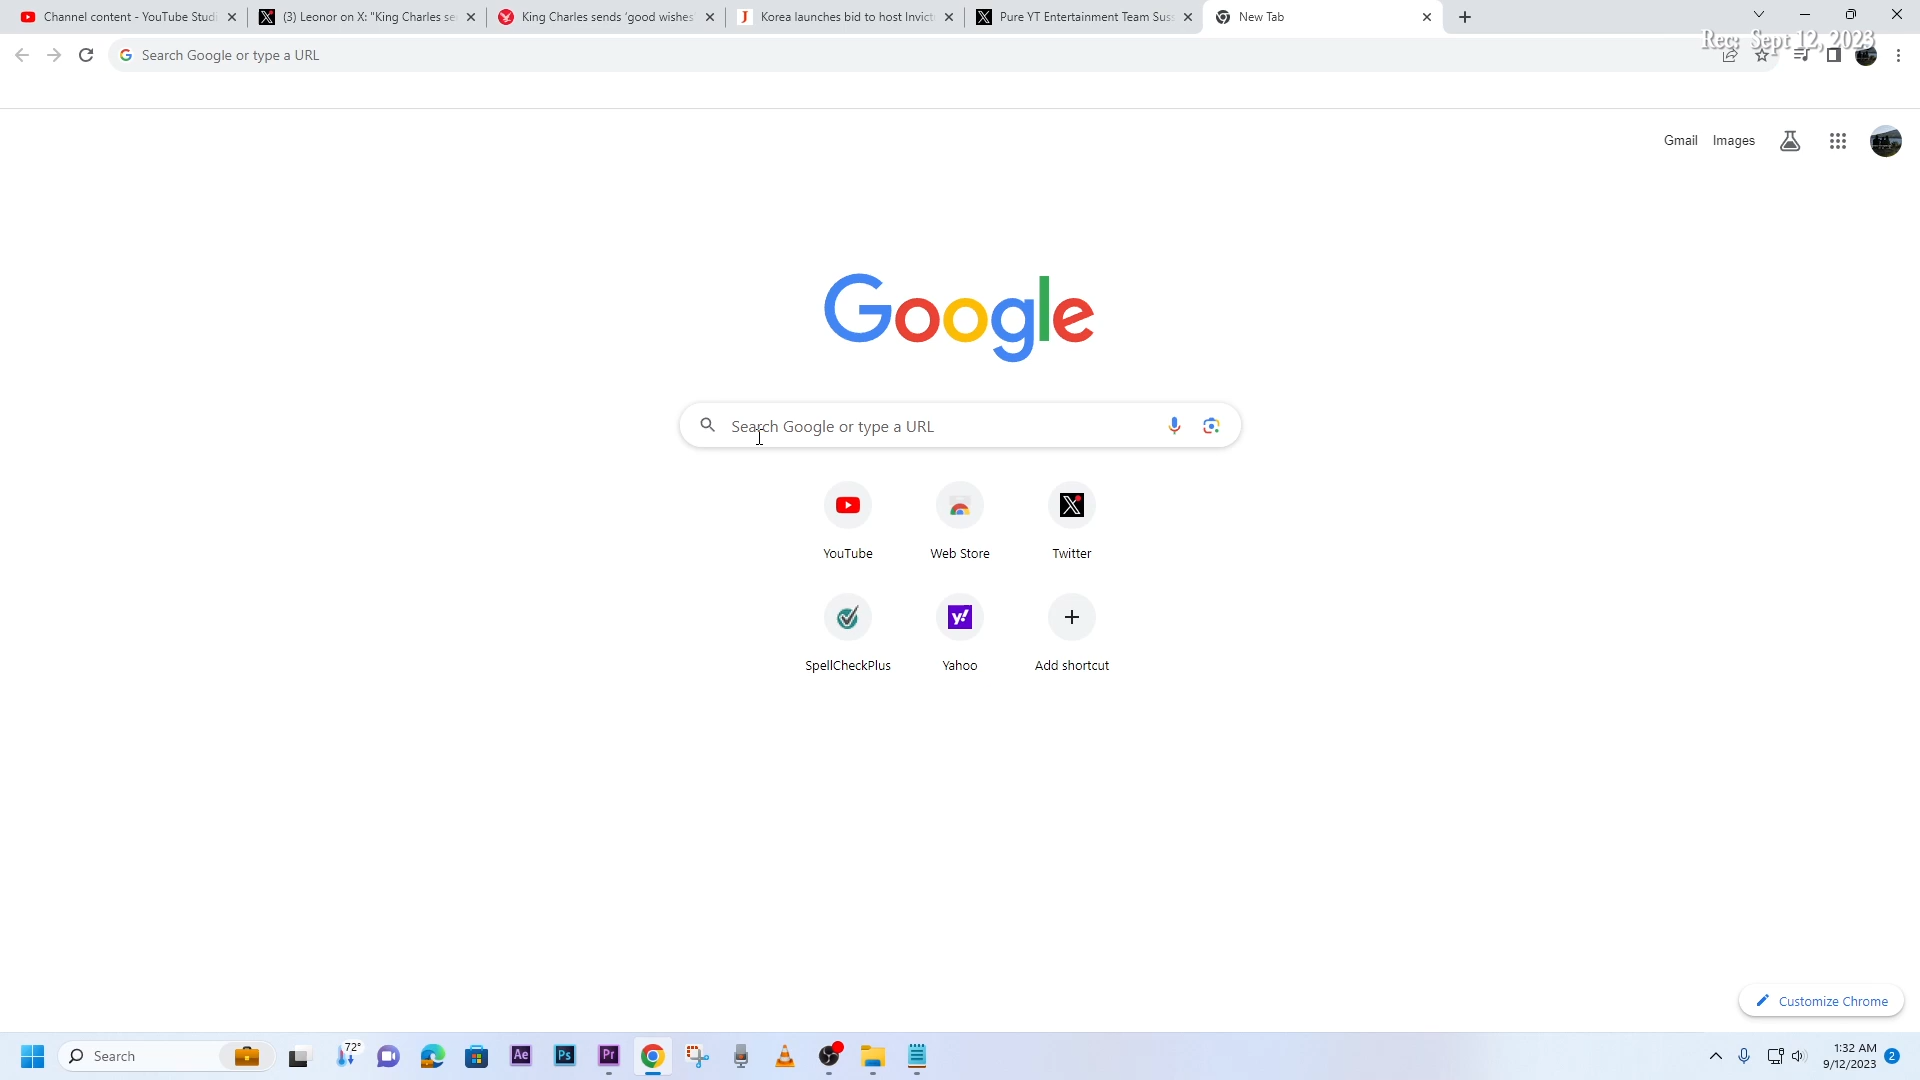 Channel content - YouTube Studi
(3) Leonor on X: "King Charles se
King Charles sends 'good wishes
Korea launches bid to host Invict
Pure YT Entertainment Team Suss
New Tab
Search Google or type a URL
Rec: Sept 12, 2023
Gmail
Images
Google
Search Google or type a URL
YouTube
Web Store
Twitter
SpellCheckPlus
Yahoo
Add shortcut
Customize Chrome
Search
72°
Ae
Ps
Pr
1:32 AM
9/12/2023
2